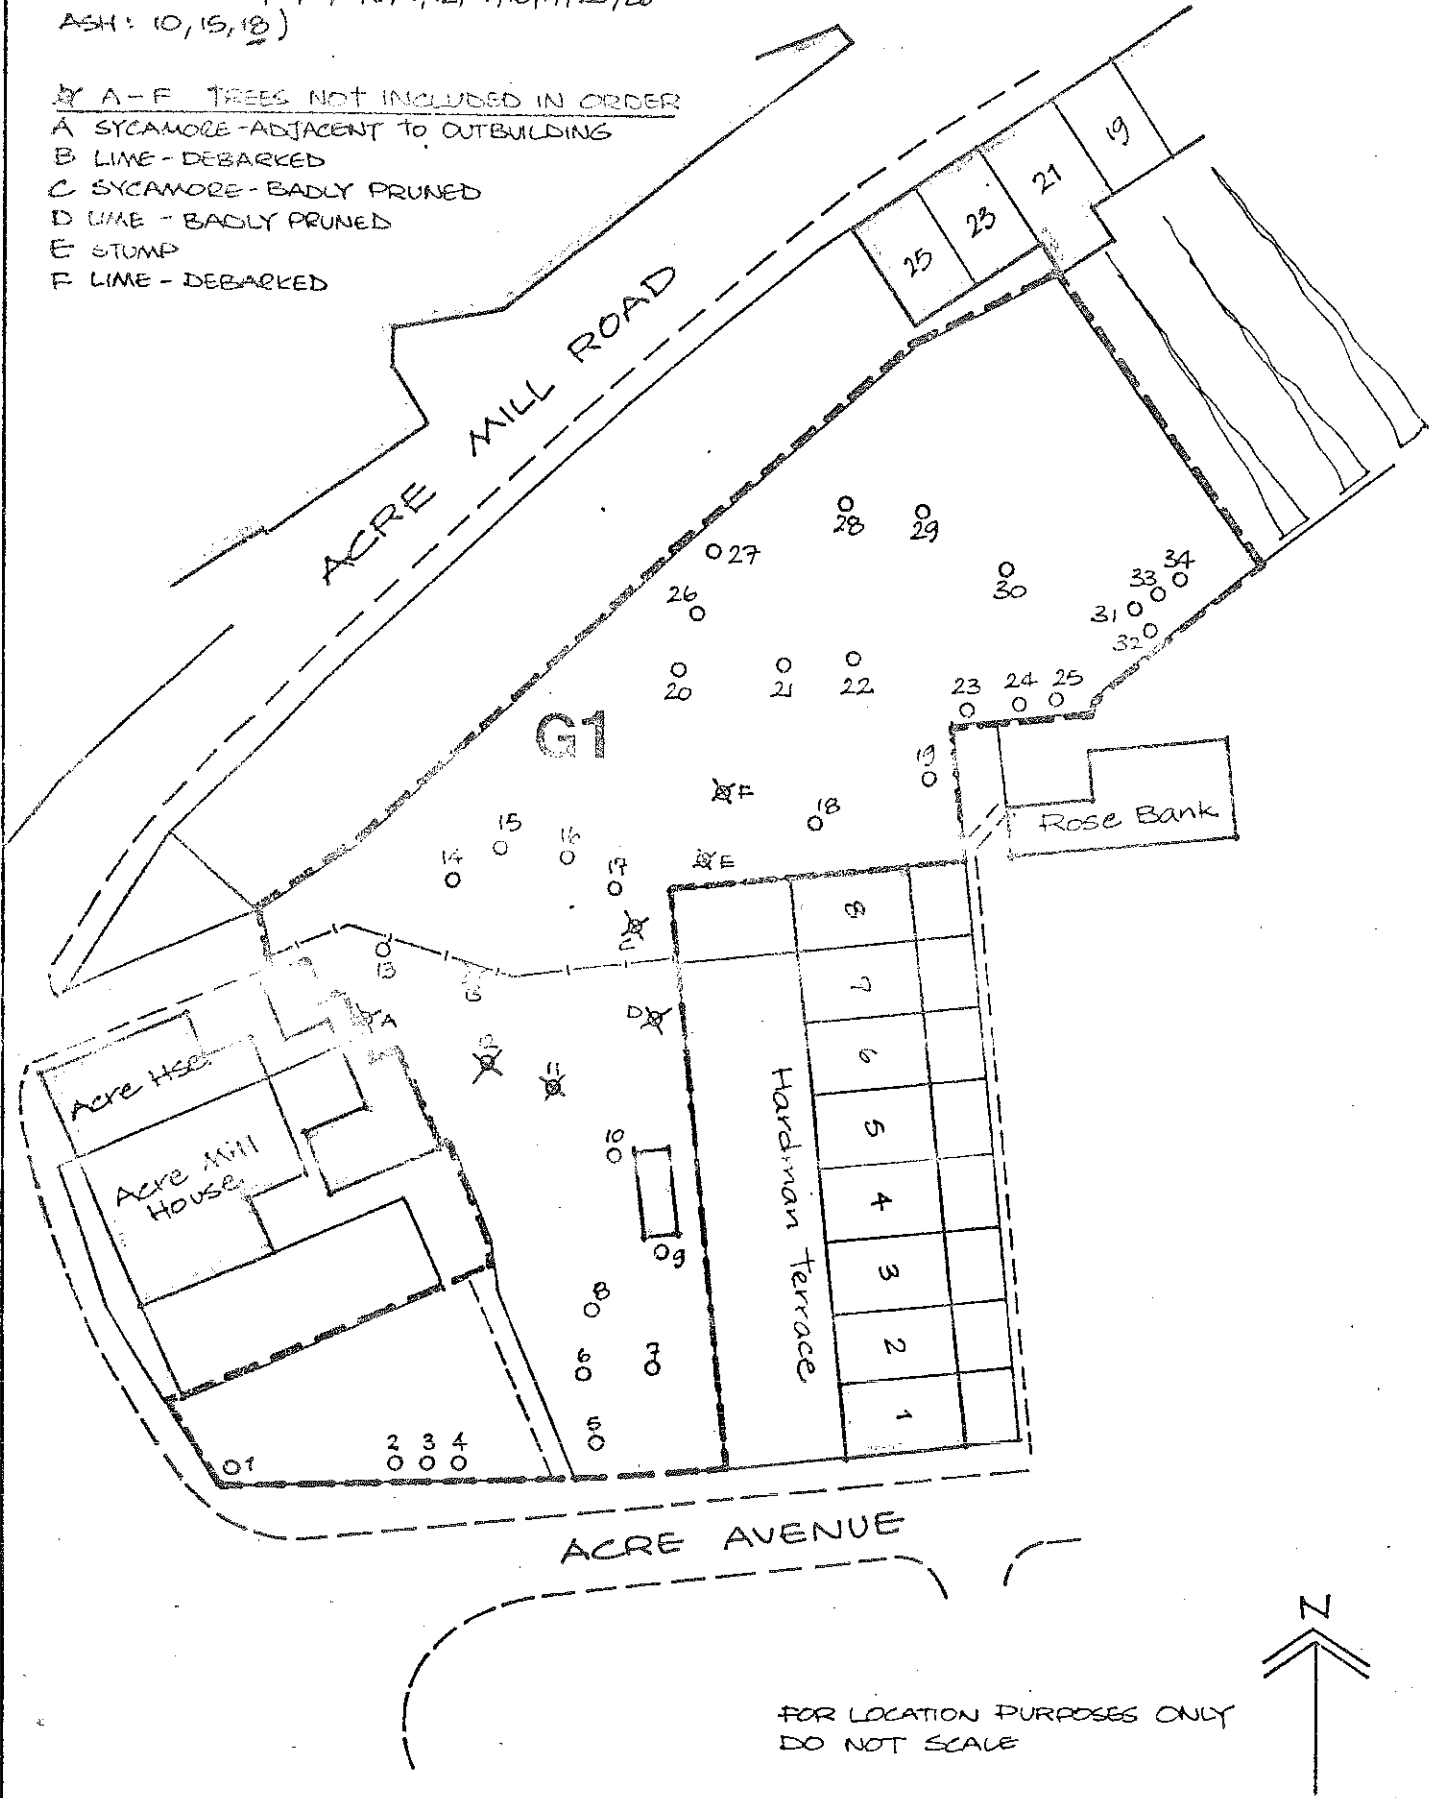 ASH: 10,15,18)
A-F TREES NOT INCLUDED IN ORDER
A SYCAMORE-ADJACENT TO OUTBUILDING
B LIME - DEBARKED
C SYCAMORE - BADLY PRUNED
D LIME - BADLY PRUNED
E STUMP
F LIME - DEBARKED
19
21
23
25
ACRE MILL ROAD
28
29
27
30
26
34
33
31
32
20
21
22
23
24
25
G1
19
F
18
Rose Bank
15
16
14
17
E
13
B
D
A
12
11
8
7
6
5
4
3
2
1
Hardman Terrace
Acre Hse.
Acre Mill
House
10
9
8
6
7
5
2
3
4
1
ACRE AVENUE
N
FOR LOCATION PURPOSES ONLY
DO NOT SCALE